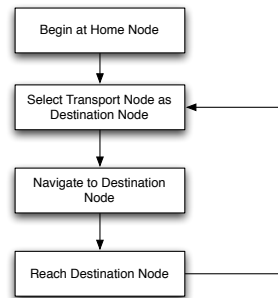 Begin at Home Node
Select Transport Node as
Destination Node
Navigate to Destination
Node
Reach Destination Node